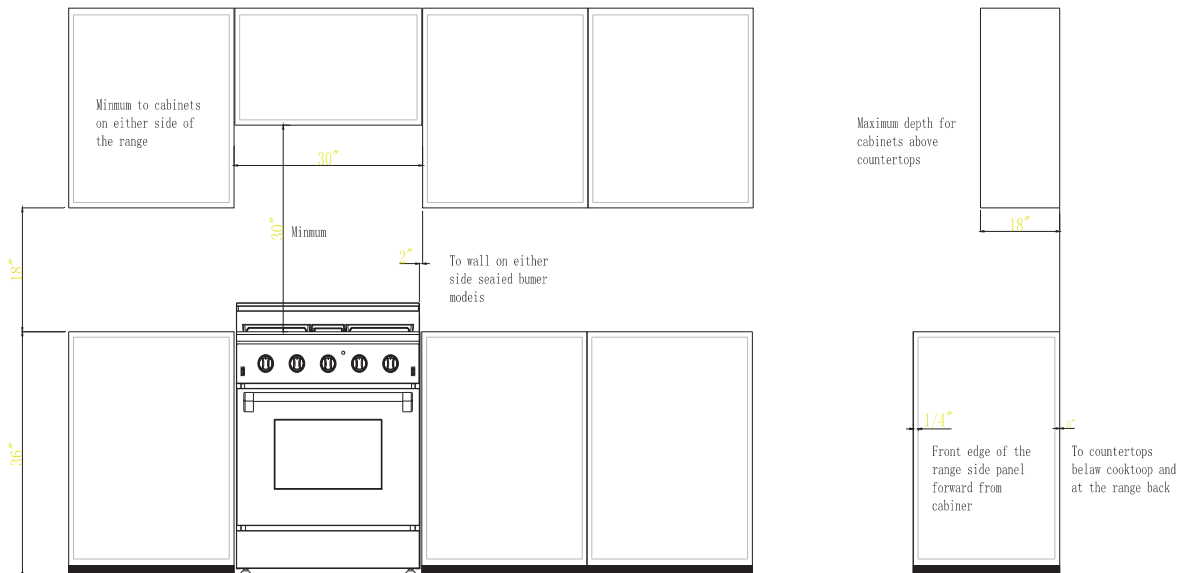 Minmum to cabinets
on either side of
the range
30"
30"
Minmum
2"
To wall on either
side seaied bumer
modeis
18"
36"
Maximum depth for
cabinets above
countertops
18"
1/4"
Front edge of the
range side panel
forward from
cabiner
0"
To countertops
belaw cooktoop and
at the range back